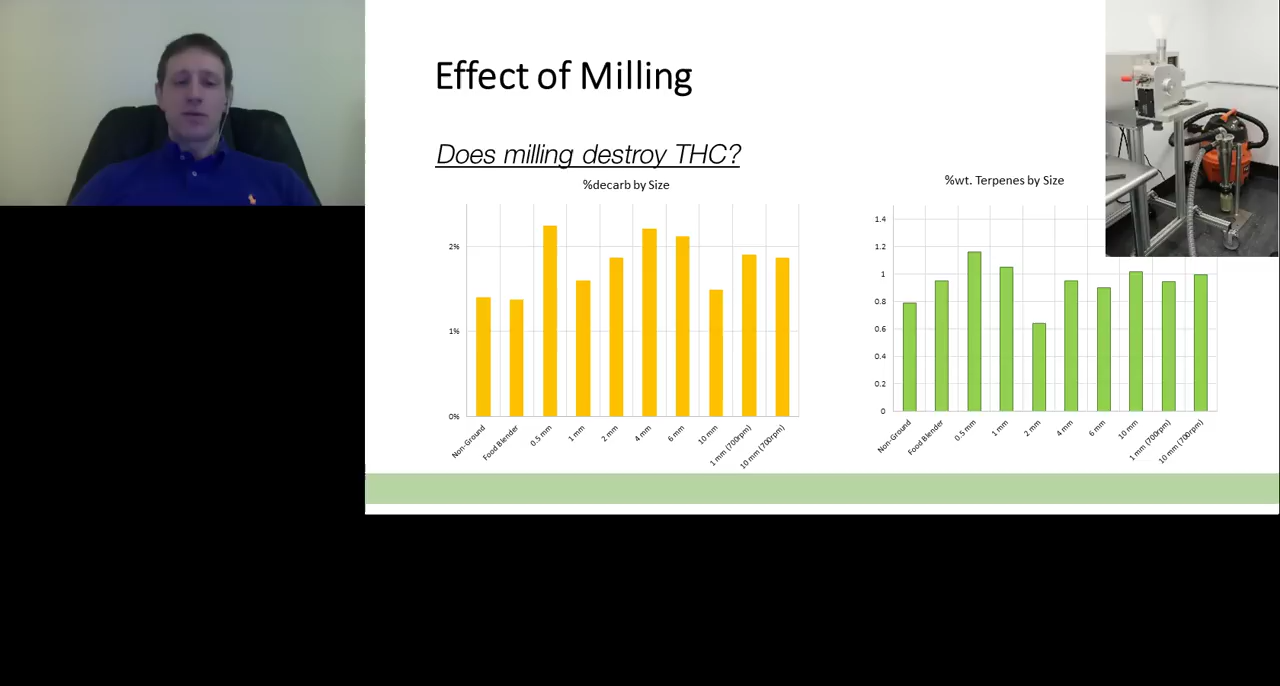 Effect of Milling
Does milling destroy THC?
%decarb by Size
2%
1%
0%
Non-Ground
Food Blender
0.5 mm
1 mm
2 mm
4 mm
6 mm
10 mm
1 mm (700rpm)
10 mm (700rpm)
%wt. Terpenes by Size
1.4
1.2
1
0.8
0.6
0.4
0.2
0
Non-Ground
Food Blender
0.5 mm
1 mm
2 mm
4 mm
6 mm
10 mm
1 mm (700rpm)
10 mm (700rpm)